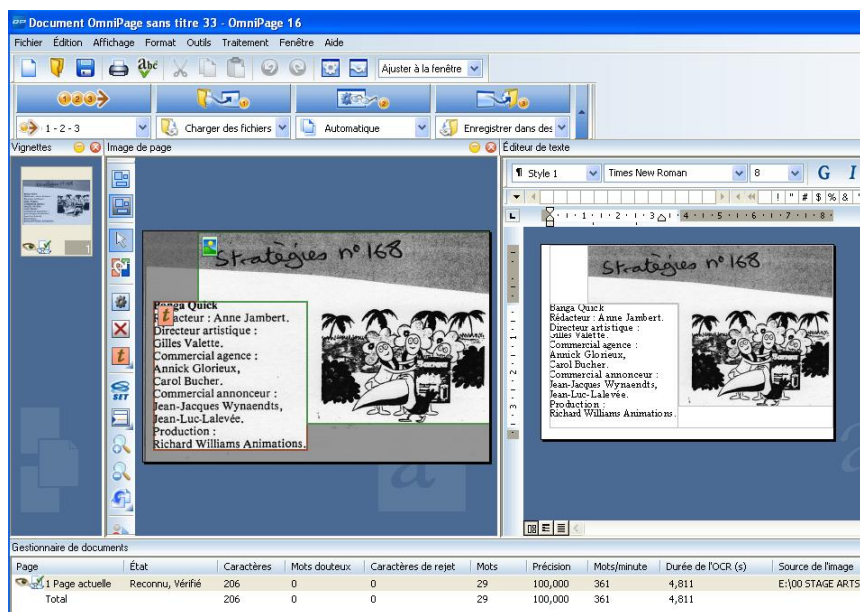 Document OmniPage sans titre 33 - OmniPage 16
Fichier Édition Affichage Format Outils Traitement Fenêtre Aide
Ajuster à la fenêtre
1 - 2 - 3 Charger des fichiers Automatique Enregistrer dans des
Vignettes Image de page Éditeur de texte
¶ Style 1 Times New Roman 8 G I
! " # $ % & '
1
Stratègies n° 168
Banga Quick
acteur : Anne Jambert.
Directeur artistique :
Gilles Valette.
Commercial agence :
Annick Glorieux,
Carol Bucher.
Commercial annonceur :
Jean-Jacques Wynaendts,
Jean-Luc-Lalevée.
Production :
Richard Williams Animations.
Stratègies n° 168
Banga Quick
Rédacteur : Anne Jambert.
Directeur artistique :
Gilles Valette.
Commercial agence :
Annick Glorieux,
Carol Bucher.
Commercial annonceur :
Jean-Jacques Wynaendts,
Jean-Luc-Lalevée.
Production :
Richard Williams Animations.
Gestionnaire de documents
Page État Caractères Mots douteux Caractères de rejet Mots Précision Mots/minute Durée de l'OCR (s) Source de l'image
1 Page actuelle Reconnu, Vérifié 206 0 0 29 100,000 361 4,811 E:\00 STAGE ARTS
Total 206 0 0 29 100,000 361 4,811